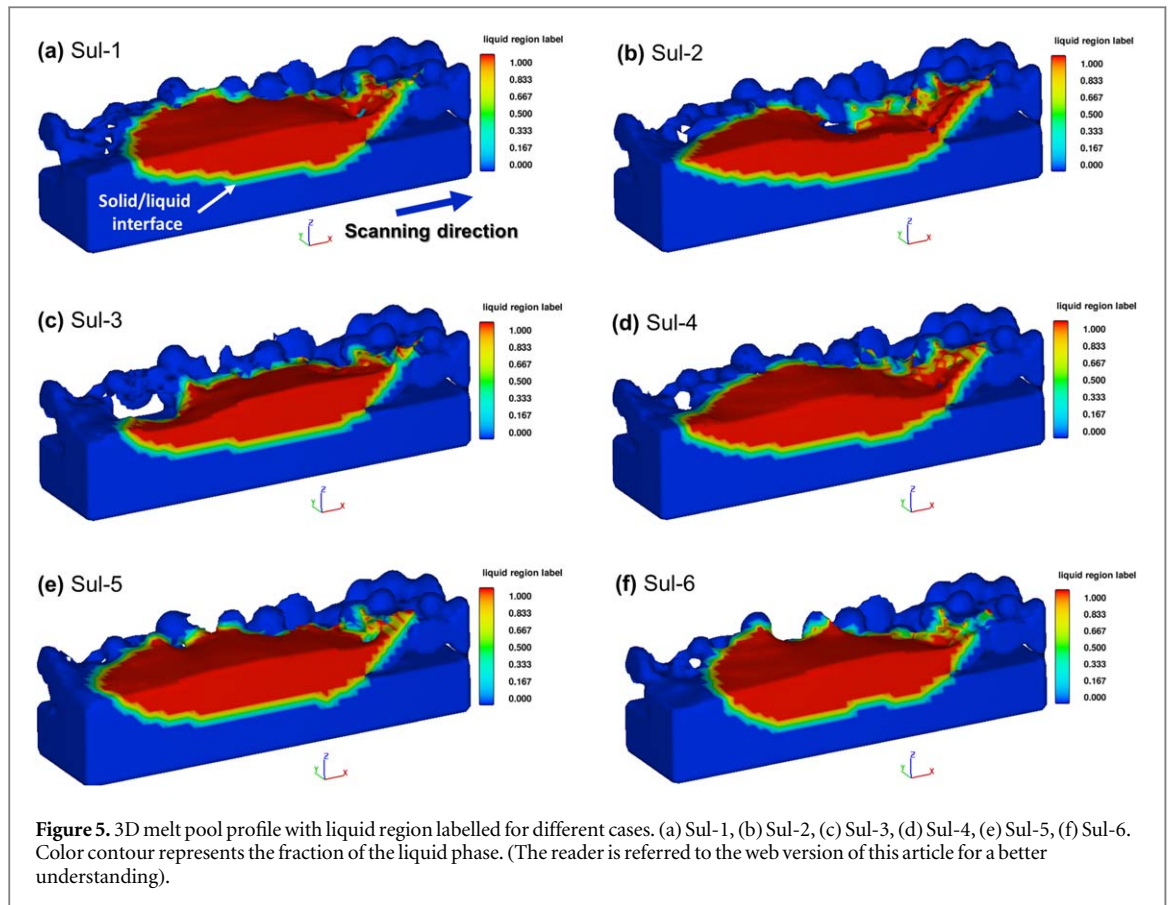 (a) Sul-1
liquid region label
1.000
0.833
0.667
0.500
0.333
0.167
0.000
Solid/liquid
interface
Scanning direction
Z
Y
X
(b) Sul-2
liquid region label
1.000
0.833
0.667
0.500
0.333
0.167
0.000
Z
Y
X
(c) Sul-3
liquid region label
1.000
0.833
0.667
0.500
0.333
0.167
0.000
Z
Y
X
(d) Sul-4
liquid region label
1.000
0.833
0.667
0.500
0.333
0.167
0.000
Z
Y
X
(e) Sul-5
liquid region label
1.000
0.833
0.667
0.500
0.333
0.167
0.000
Z
Y
X
(f) Sul-6
liquid region label
1.000
0.833
0.667
0.500
0.333
0.167
0.000
Z
Y
X
Figure 5. 3D melt pool profile with liquid region labelled for different cases. (a) Sul-1, (b) Sul-2, (c) Sul-3, (d) Sul-4, (e) Sul-5, (f) Sul-6.
Color contour represents the fraction of the liquid phase. (The reader is referred to the web version of this article for a better
understanding).